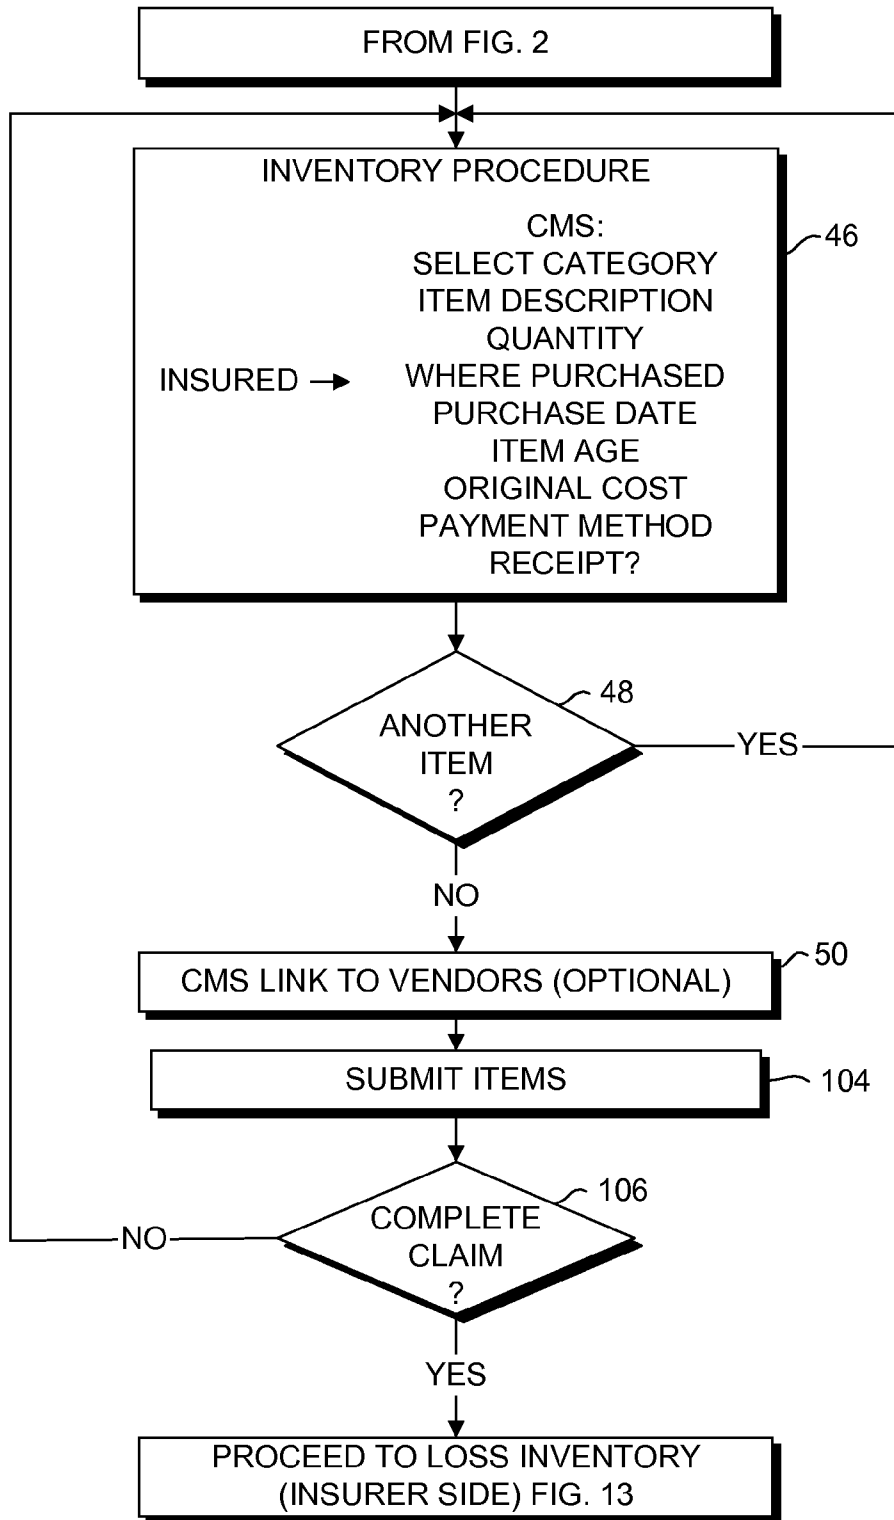 FROM FIG. 2
INVENTORY PROCEDURE
CMS:
46
SELECT CATEGORY
ITEM DESCRIPTION
QUANTITY
WHERE PURCHASED
INSURED
PURCHASE DATE
ITEM AGE
ORIGINAL COST
PAYMENT METHOD
RECEIPT?
48
ANOTHER
ITEM
?
YES
NO
50
CMS LINK TO VENDORS (OPTIONAL)
SUBMIT ITEMS
104
106
COMPLETE
CLAIM
?
NO
YES
PROCEED TO LOSS INVENTORY
(INSURER SIDE) FIG. 13